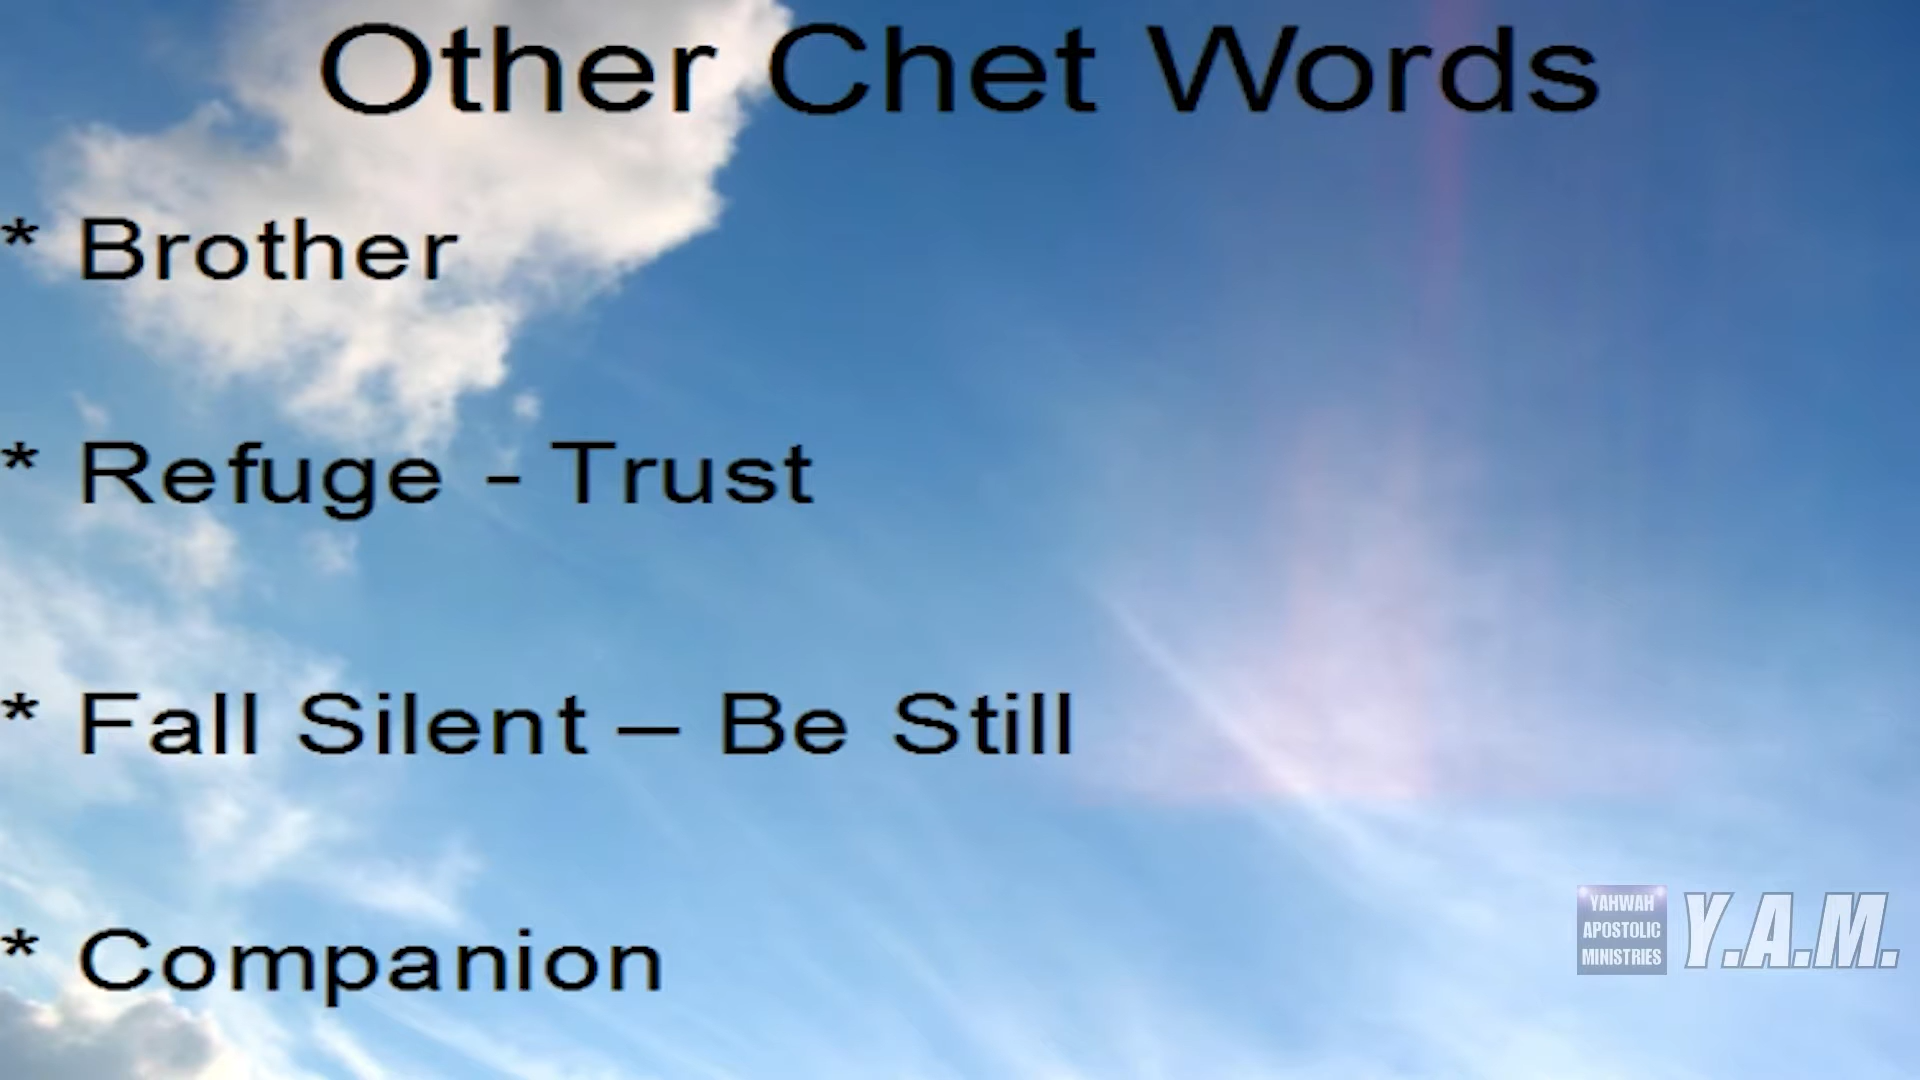 Other Chet Words
* Brother
* Refuge - Trust
* Fall Silent – Be Still
* Companion
YAHWAH
APOSTOLIC
MINISTRIES
Y.A.M.